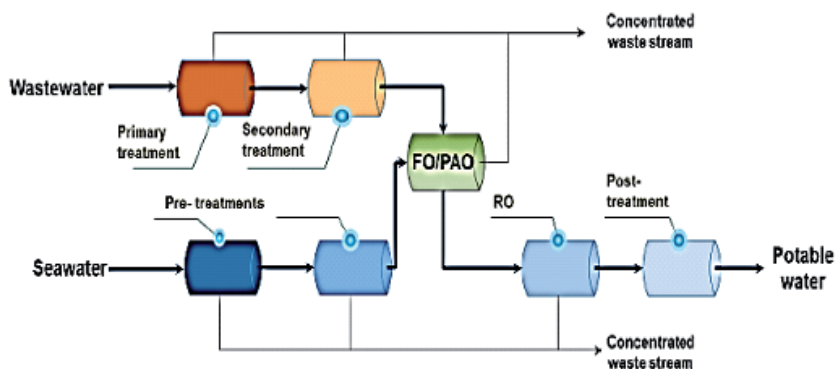 Concentrated
waste stream
Wastewater
Primary
treatment
Secondary
treatment
FO/PAO
Pre- treatments
RO
Post-
treatment
Seawater
Potable
water
Concentrated
waste stream